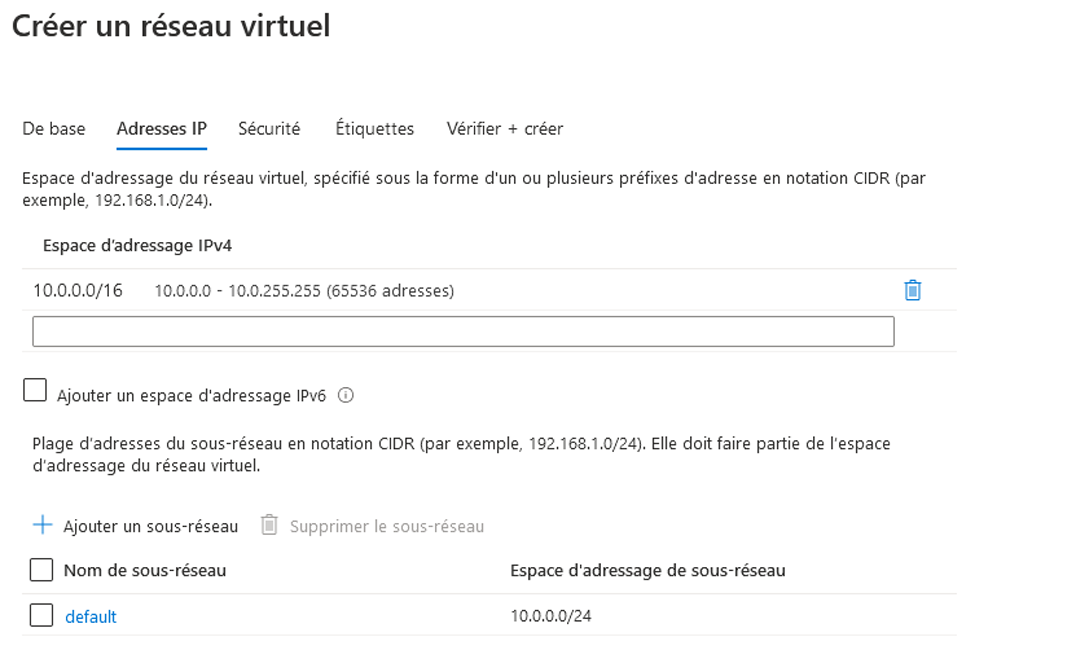 Créer un réseau virtuel
De base Adresses IP Sécurité Étiquettes Vérifier + créer
Espace d'adressage du réseau virtuel, spécifié sous la forme d'un ou plusieurs préfixes d'adresse en notation CIDR (par
exemple, 192.168.1.0/24).
Espace d'adressage IPv4
10.0.0.0/16 10.0.0.0 - 10.0.255.255 (65536 adresses)
Ajouter un espace d'adressage IPv6
Plage d'adresses du sous-réseau en notation CIDR (par exemple, 192.168.1.0/24). Elle doit faire partie de l'espace
d'adressage du réseau virtuel.
Ajouter un sous-réseau Supprimer le sous-réseau
Nom de sous-réseau Espace d'adressage de sous-réseau
default 10.0.0.0/24